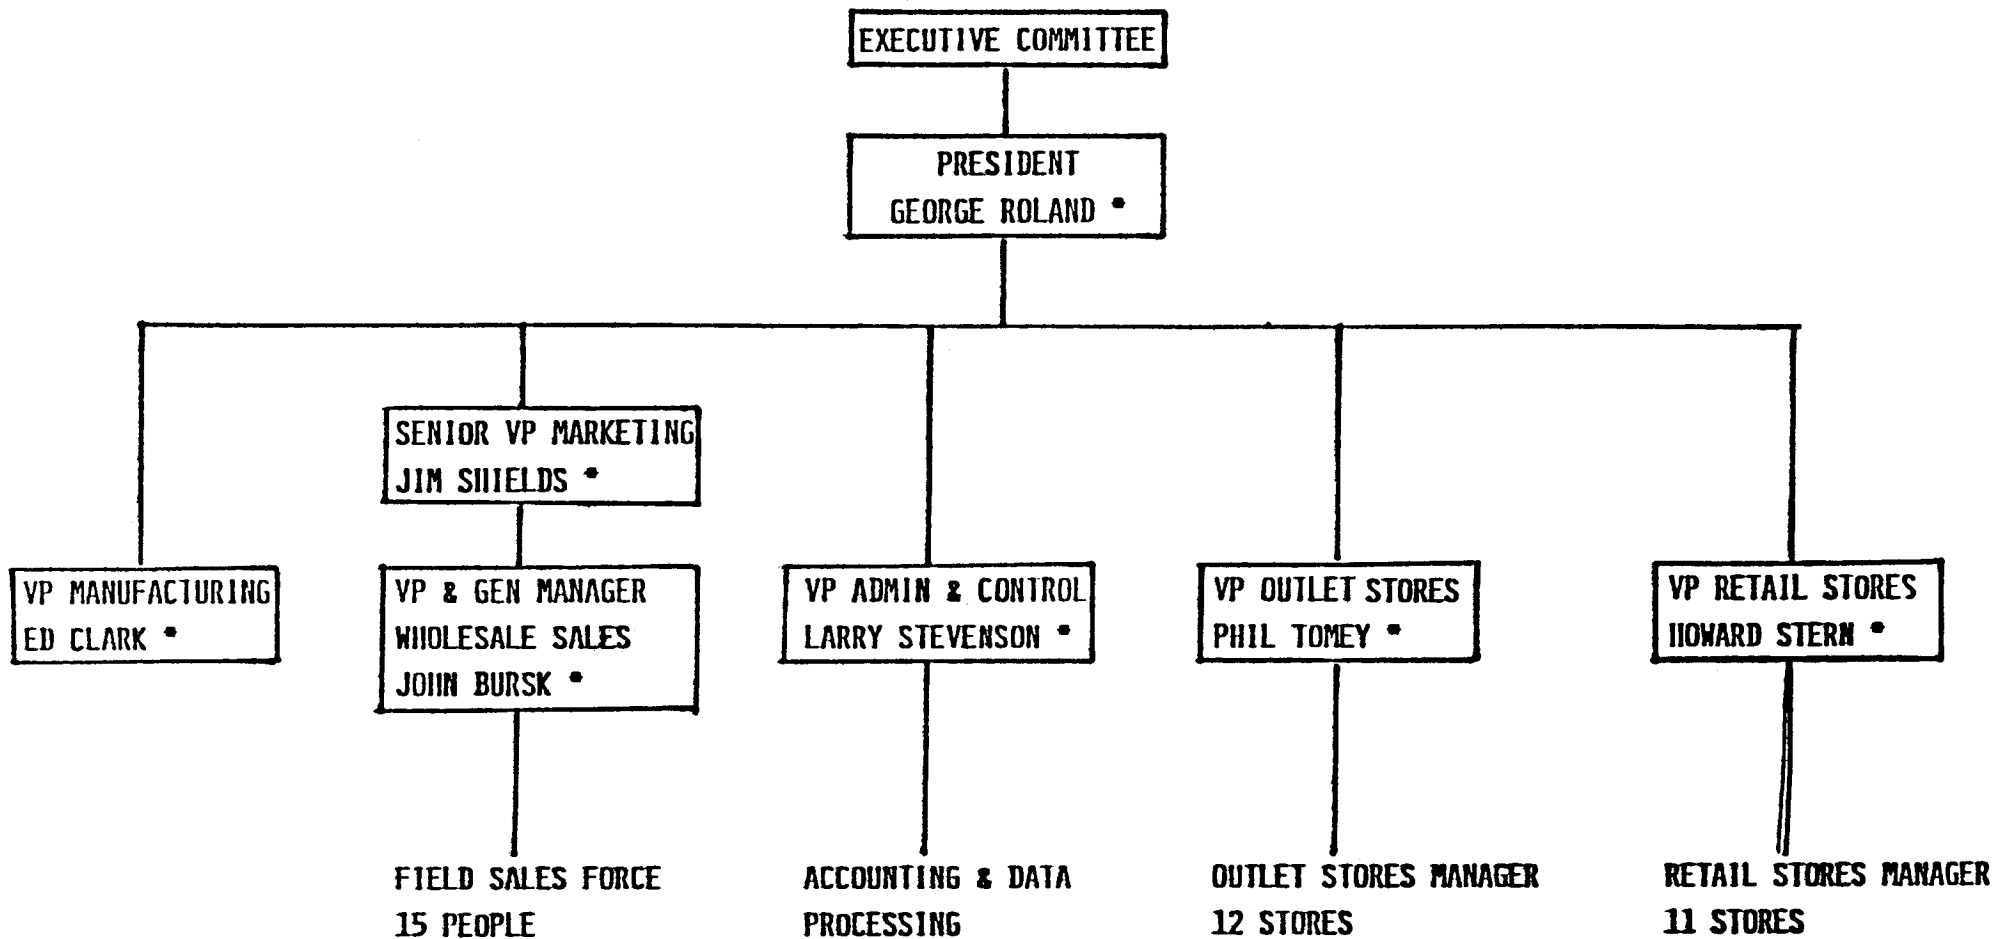 EXECUTIVE COMMITTEE
PRESIDENT
GEORGE ROLAND *
SENIOR VP MARKETING
JIM SHIELDS *
VP MANUFACTURING
ED CLARK *
VP & GEN MANAGER
WHOLESALE SALES
JOHN BURSK *
VP ADMIN & CONTROL
LARRY STEVENSON *
VP OUTLET STORES
PHIL TOMEY *
VP RETAIL STORES
HOWARD STERN *
FIELD SALES FORCE
15 PEOPLE
ACCOUNTING & DATA
PROCESSING
OUTLET STORES MANAGER
12 STORES
RETAIL STORES MANAGER
11 STORES